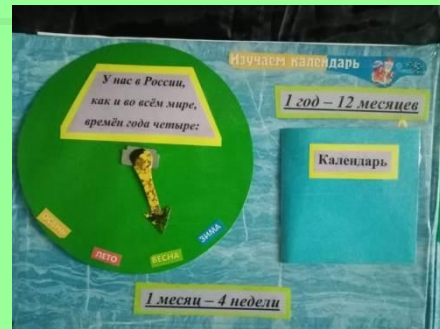 Изучаем календарь
У нас в России,
как и во всём мире,
времён года четыре:
1 год – 12 месяцев
Календарь
ЗИМА
ВЕСНА
ЛЕТО
1 месяц – 4 недели